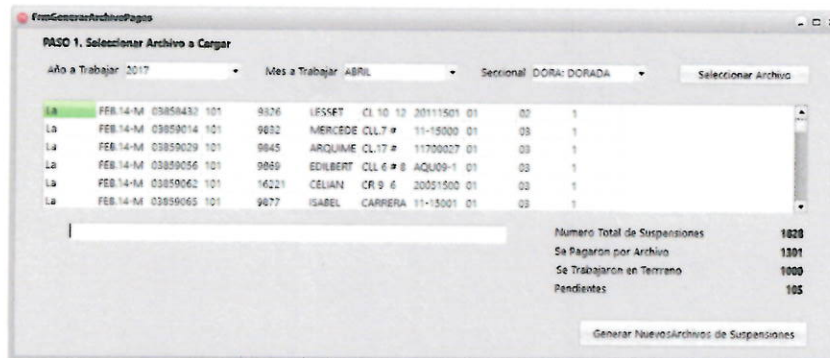 FrmGenerarArchivoPagos
PASO 1. Seleccionar Archivo a Cargar
Año a Trabajar 2017 Mes a Trabajar ABRIL Seccional DORA: DORADA Seleccionar Archivo
La FEB.14-M 03858432 101 9326 LESSET CL 10 12 20111501 01 02 1
La FEB.14-M 03859014 101 9832 MERCEDE CLL.7 # 11-15000 01 03 1
La FEB.14-M 03859029 101 9845 ARQUIME CL.17 # 11700027 01 03 1
La FEB.14-M 03859056 101 9869 EDILBERT CLL 6 # 8 AQU09-1 01 03 1
La FEB.14-M 03859062 101 16221 CELIAN CR 9 6 20051500 01 03 1
La FEB.14-M 03859065 101 9877 ISABEL CARRERA 11-15001 01 03 1
Numero Total de Suspensiones 1828
Se Pagaron por Archivo 1301
Se Trabajaron en Terrreno 1000
Pendientes 105
Generar NuevosArchivos de Suspensiones